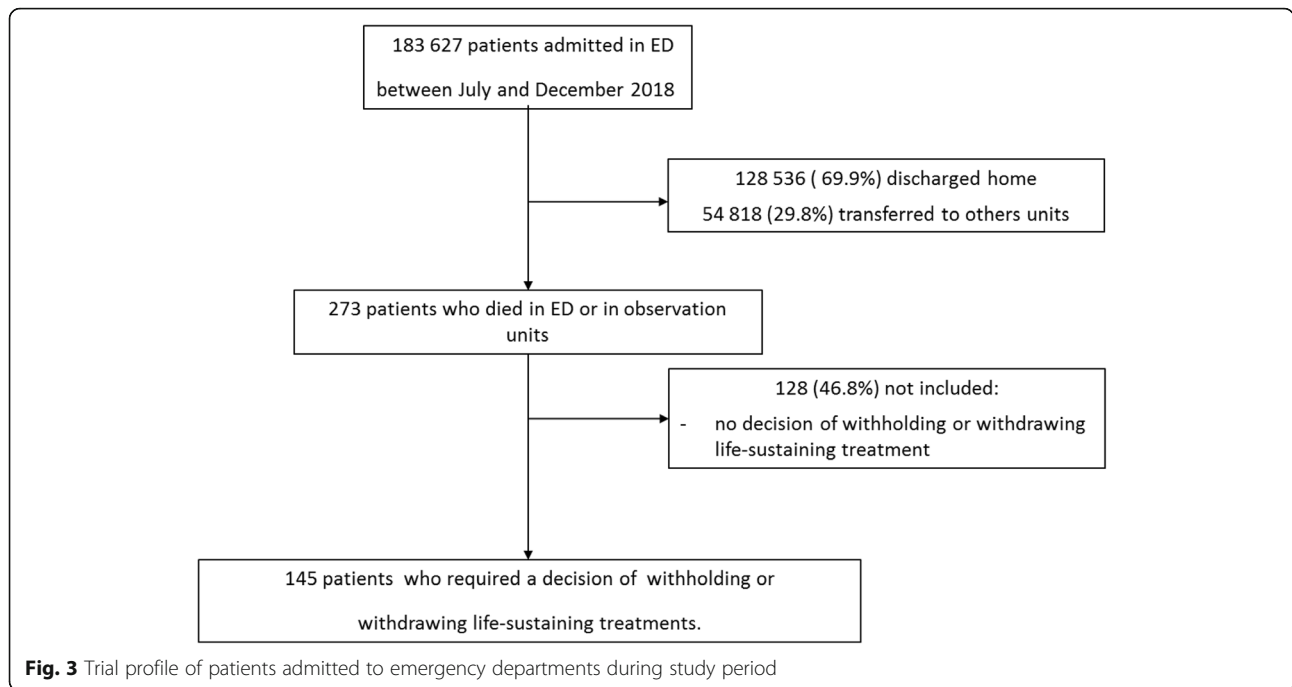 183 627 patients admitted in ED
between July and December 2018
128 536 ( 69.9%) discharged home
54 818 (29.8%) transferred to others units
273 patients who died in ED or in observation
units
128 (46.8%) not included:
- no decision of withholding or withdrawing
life-sustaining treatment
145 patients who required a decision of withholding or
withdrawing life-sustaining treatments.
Fig. 3 Trial profile of patients admitted to emergency departments during study period